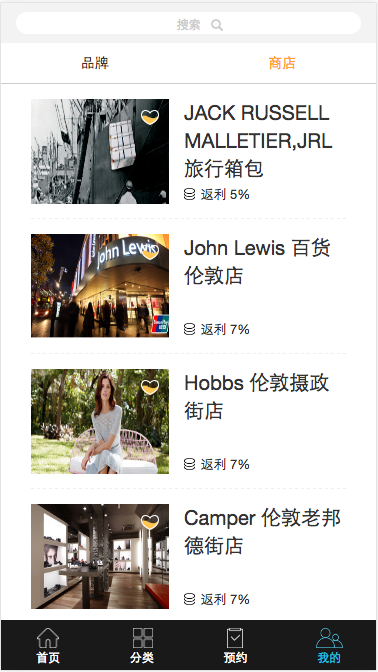 搜索
品牌 商店
JACK RUSSELL
MALLETIER,JRL
旅行箱包
返利 5%
John Lewis
John Lewis 百货
伦敦店
返利 7%
Hobbs 伦敦摄政
街店
返利 7%
Camper 伦敦老邦
德街店
返利 7%
首页 分类 预约 我的